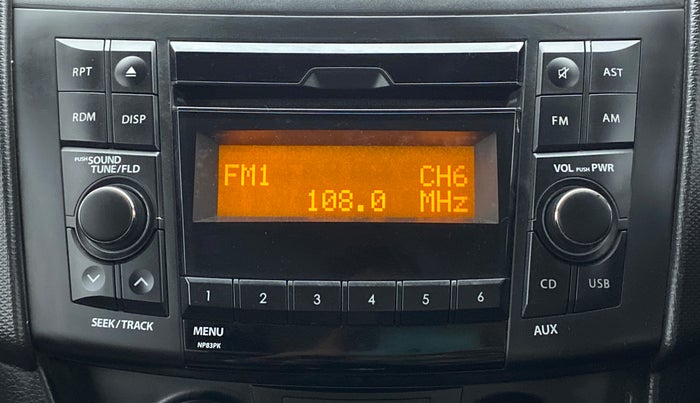 RPT
AST
RDM DISP
FM AM
PUSH SOUND
TUNE/FLD
VOL PUSH PWR
FM1 CH6
108.0 MHz
CD USB
1 2 3 4 5 6
SEEK/TRACK
MENU
AUX
NP83PK